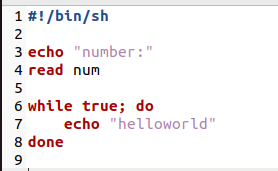 1 #!/bin/sh
2
3 echo "number:"
4 read num
5
6 while true; do
7     echo "helloworld"
8 done
9